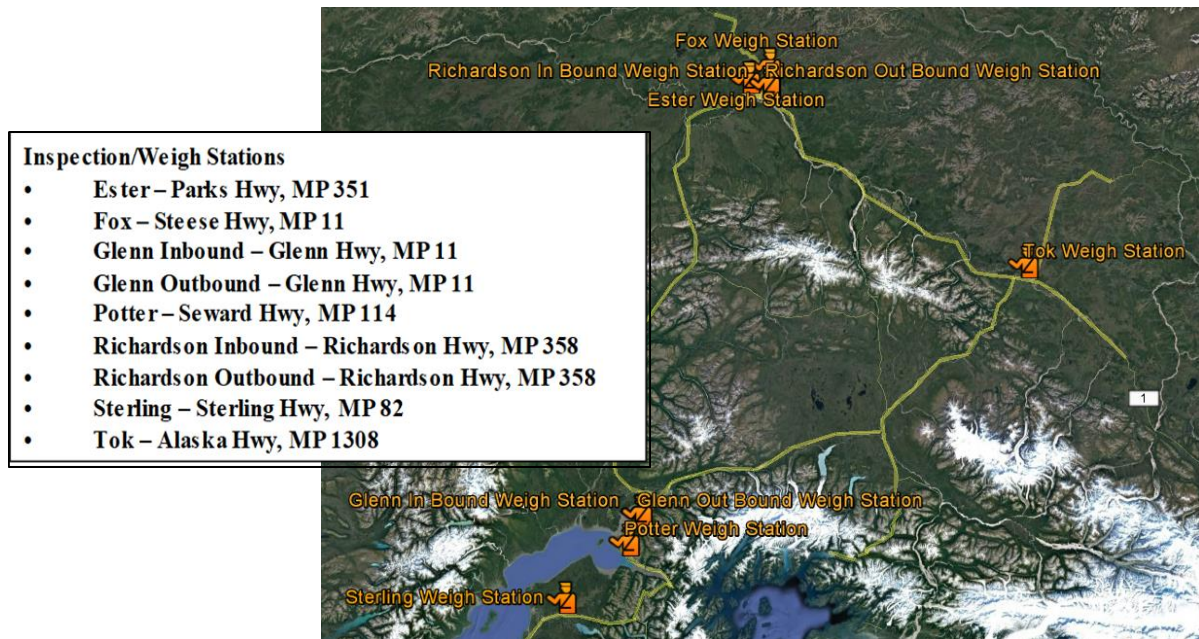 Fox Weigh Station
Richardson In Bound Weigh Station
Richardson Out Bound Weigh Station
Ester Weigh Station
Inspection/Weigh Stations
• Ester – Parks Hwy, MP 351
• Fox – Steese Hwy, MP 11
• Glenn Inbound – Glenn Hwy, MP 11
• Glenn Outbound – Glenn Hwy, MP 11
• Potter – Seward Hwy, MP 114
• Richardson Inbound – Richardson Hwy, MP 358
• Richardson Outbound – Richardson Hwy, MP 358
• Sterling – Sterling Hwy, MP 82
• Tok – Alaska Hwy, MP 1308
Tok Weigh Station
1
Glenn In Bound Weigh Station
Glenn Out Bound Weigh Station
Potter Weigh Station
Sterling Weigh Station